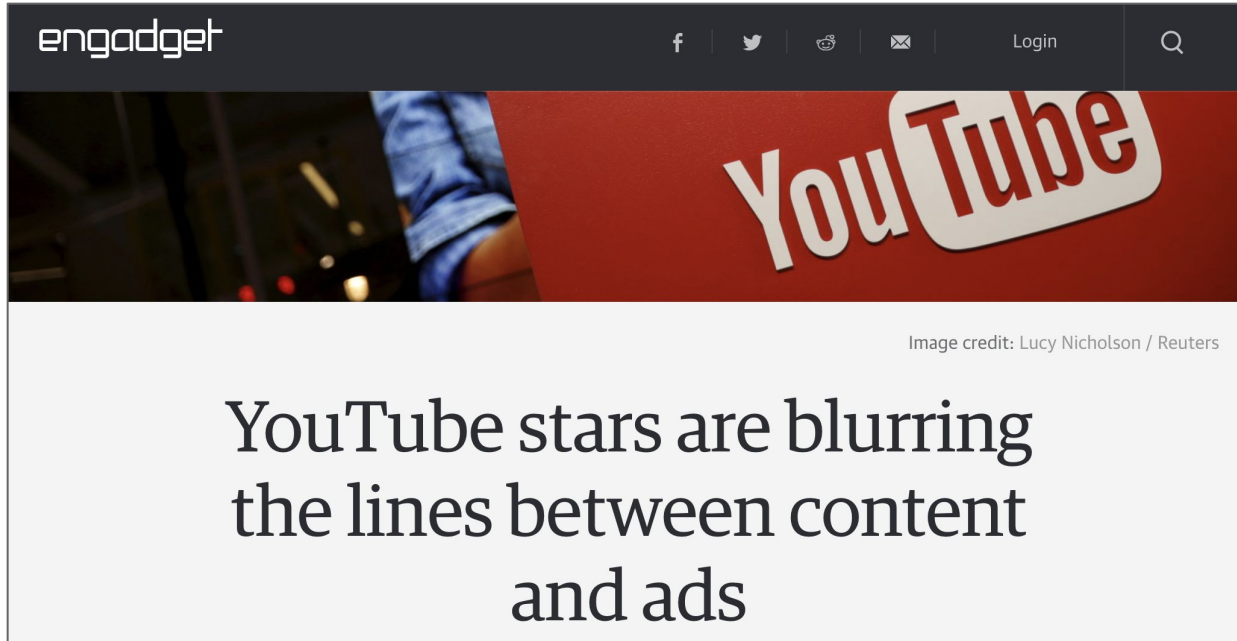 engadget
Login
YouTube
Image credit: Lucy Nicholson / Reuters
YouTube stars are blurring
the lines between content
and ads